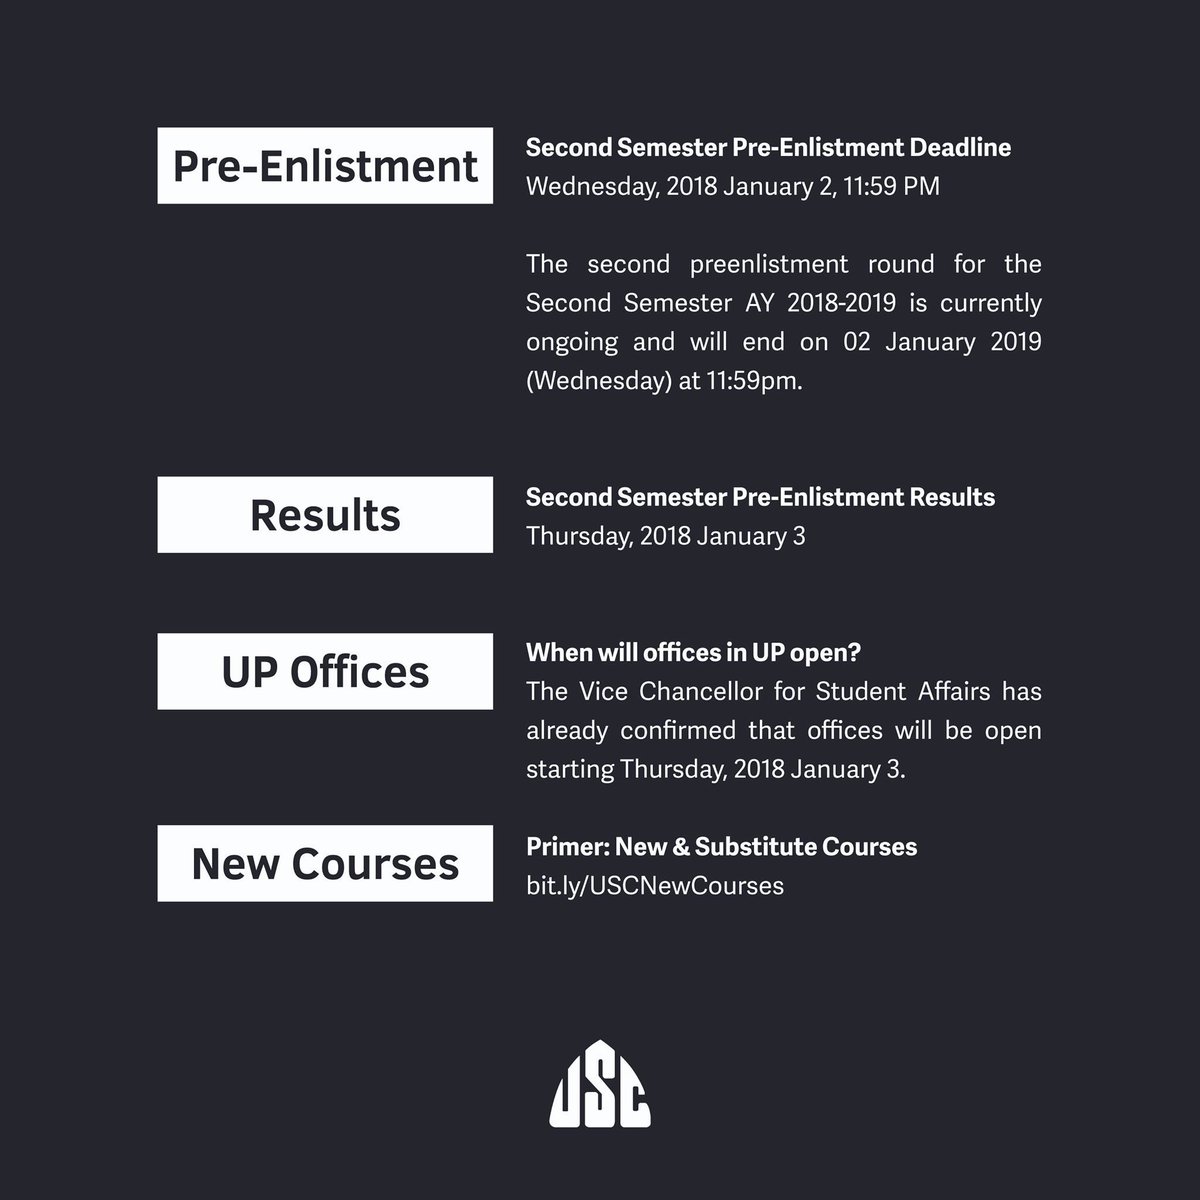 Pre-Enlistment
Second Semester Pre-Enlistment Deadline
Wednesday, 2018 January 2, 11:59 PM
The second preenlistment round for the
Second Semester AY 2018-2019 is currently
ongoing and will end on 02 January 2019
(Wednesday) at 11:59pm.
Results
Second Semester Pre-Enlistment Results
Thursday, 2018 January 3
UP Offices
When will offices in UP open?
The Vice Chancellor for Student Affairs has
already confirmed that offices will be open
starting Thursday, 2018 January 3.
New Courses
Primer: New & Substitute Courses
bit.ly/USCNewCourses
USC